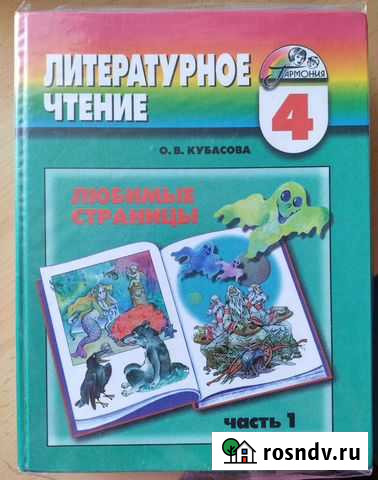 ЛИТЕРАТУРНОЕ
ЧТЕНИЕ
ГАРМОНИЯ
4
О. В. КУБАСОВА
ЛЮБИМЫЕ
СТРАНИЦЫ
часть 1
rosndv.ru